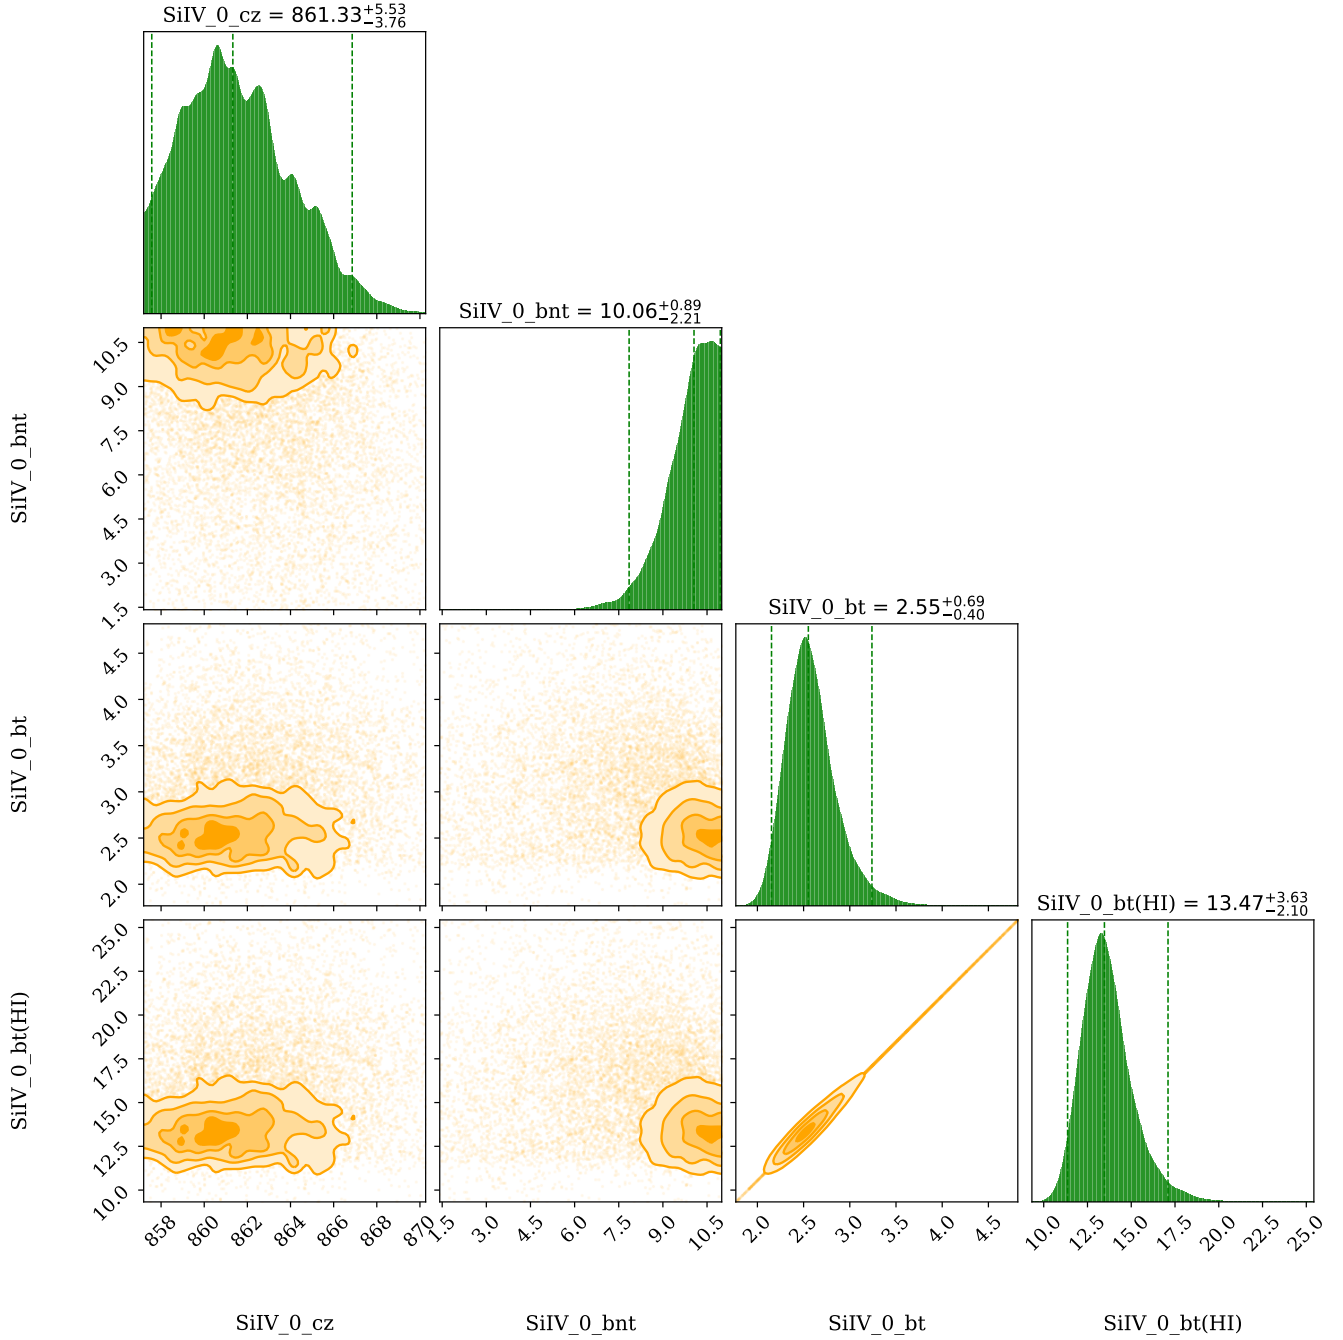 SiIV_0_cz = 861.33 +5.53 −3.76
SiIV_0_bnt = 10.06 +0.89 −2.21
SiIV_0_bnt
10.5
9.0
7.5
6.0
4.5
3.0
1.5
SiIV_0_bt = 2.55 +0.69 −0.40
SiIV_0_bt
4.5
4.0
3.5
3.0
2.5
2.0
SiIV_0_bt(HI) = 13.47 +3.63 −2.10
SiIV_0_bt(HI)
25.0
22.5
20.0
17.5
15.0
12.5
10.0
858 860 862 864 866 868 870 1.5 3.0 4.5 6.0 7.5 9.0 10.5 2.0 2.5 3.0 3.5 4.0 4.5 10.0 12.5 15.0 17.5 20.0 22.5 25.0
SiIV_0_cz SiIV_0_bnt SiIV_0_bt SiIV_0_bt(HI)